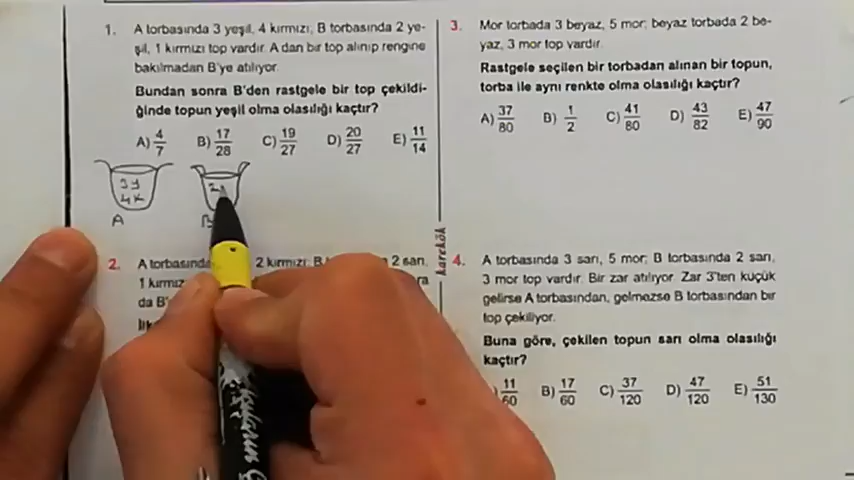 1. A torbasında 3 yeşil, 4 kırmızı, B torbasında 2 ye-
şil, 1 kırmızı top vardır. A dan bir top alınıp rengine
bakılmadan B'ye atılıyor.
Bundan sonra B'den rastgele bir top çekildi-
ğinde topun yeşil olma olasılığı kaçtır?
A) 4/7 B) 17/28 C) 19/27 D) 20/27 E) 11/14
3y
4K
A
2. A torbasında 2 kırmızı; B 2 sarı,
1 kırmız
da B'
karekök
3. Mor torbada 3 beyaz, 5 mor; beyaz torbada 2 be-
yaz, 3 mor top vardır.
Rastgele seçilen bir torbadan alınan bir topun,
torba ile aynı renkte olma olasılığı kaçtır?
A) 37/80 B) 1/2 C) 41/80 D) 43/82 E) 47/90
4. A torbasında 3 sarı, 5 mor; B torbasında 2 sarı,
3 mor top vardır. Bir zar atılıyor. Zar 3'ten küçük
gelirse A torbasından, gelmezse B torbasından bir
top çekiliyor.
Buna göre, çekilen topun sarı olma olasılığı
kaçtır?
11/60 B) 17/60 C) 37/120 D) 47/120 E) 51/130